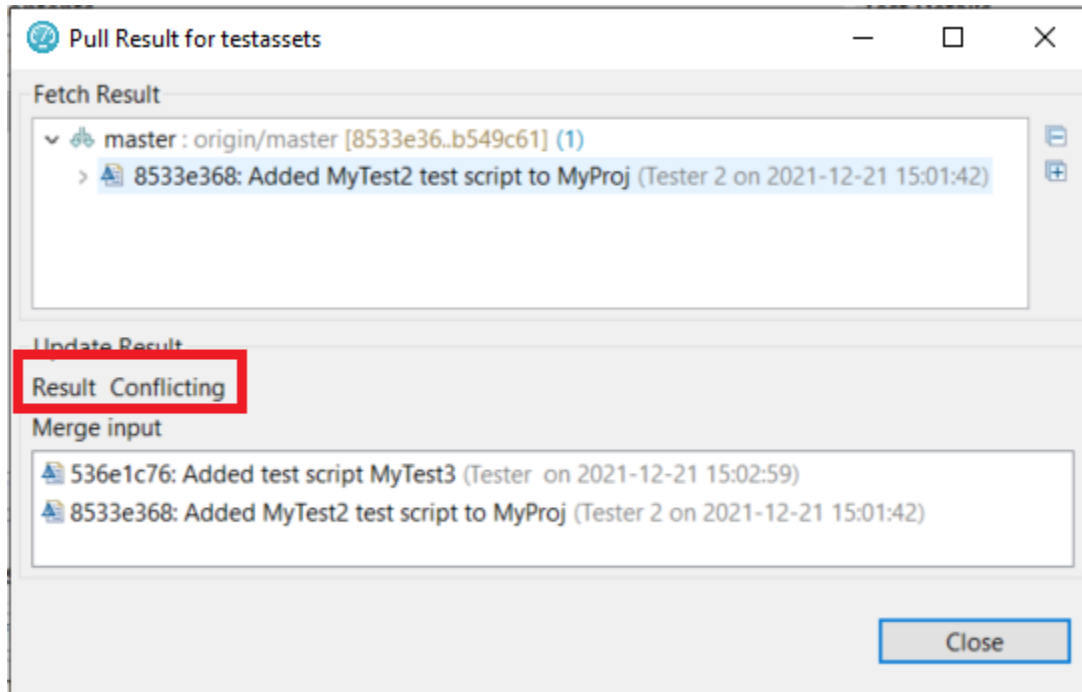 Pull Result for testassets
Fetch Result
master : origin/master [8533e36..b549c61] (1)
8533e368: Added MyTest2 test script to MyProj (Tester 2 on 2021-12-21 15:01:42)
Update Result
Result Conflicting
Merge input
536e1c76: Added test script MyTest3 (Tester on 2021-12-21 15:02:59)
8533e368: Added MyTest2 test script to MyProj (Tester 2 on 2021-12-21 15:01:42)
Close